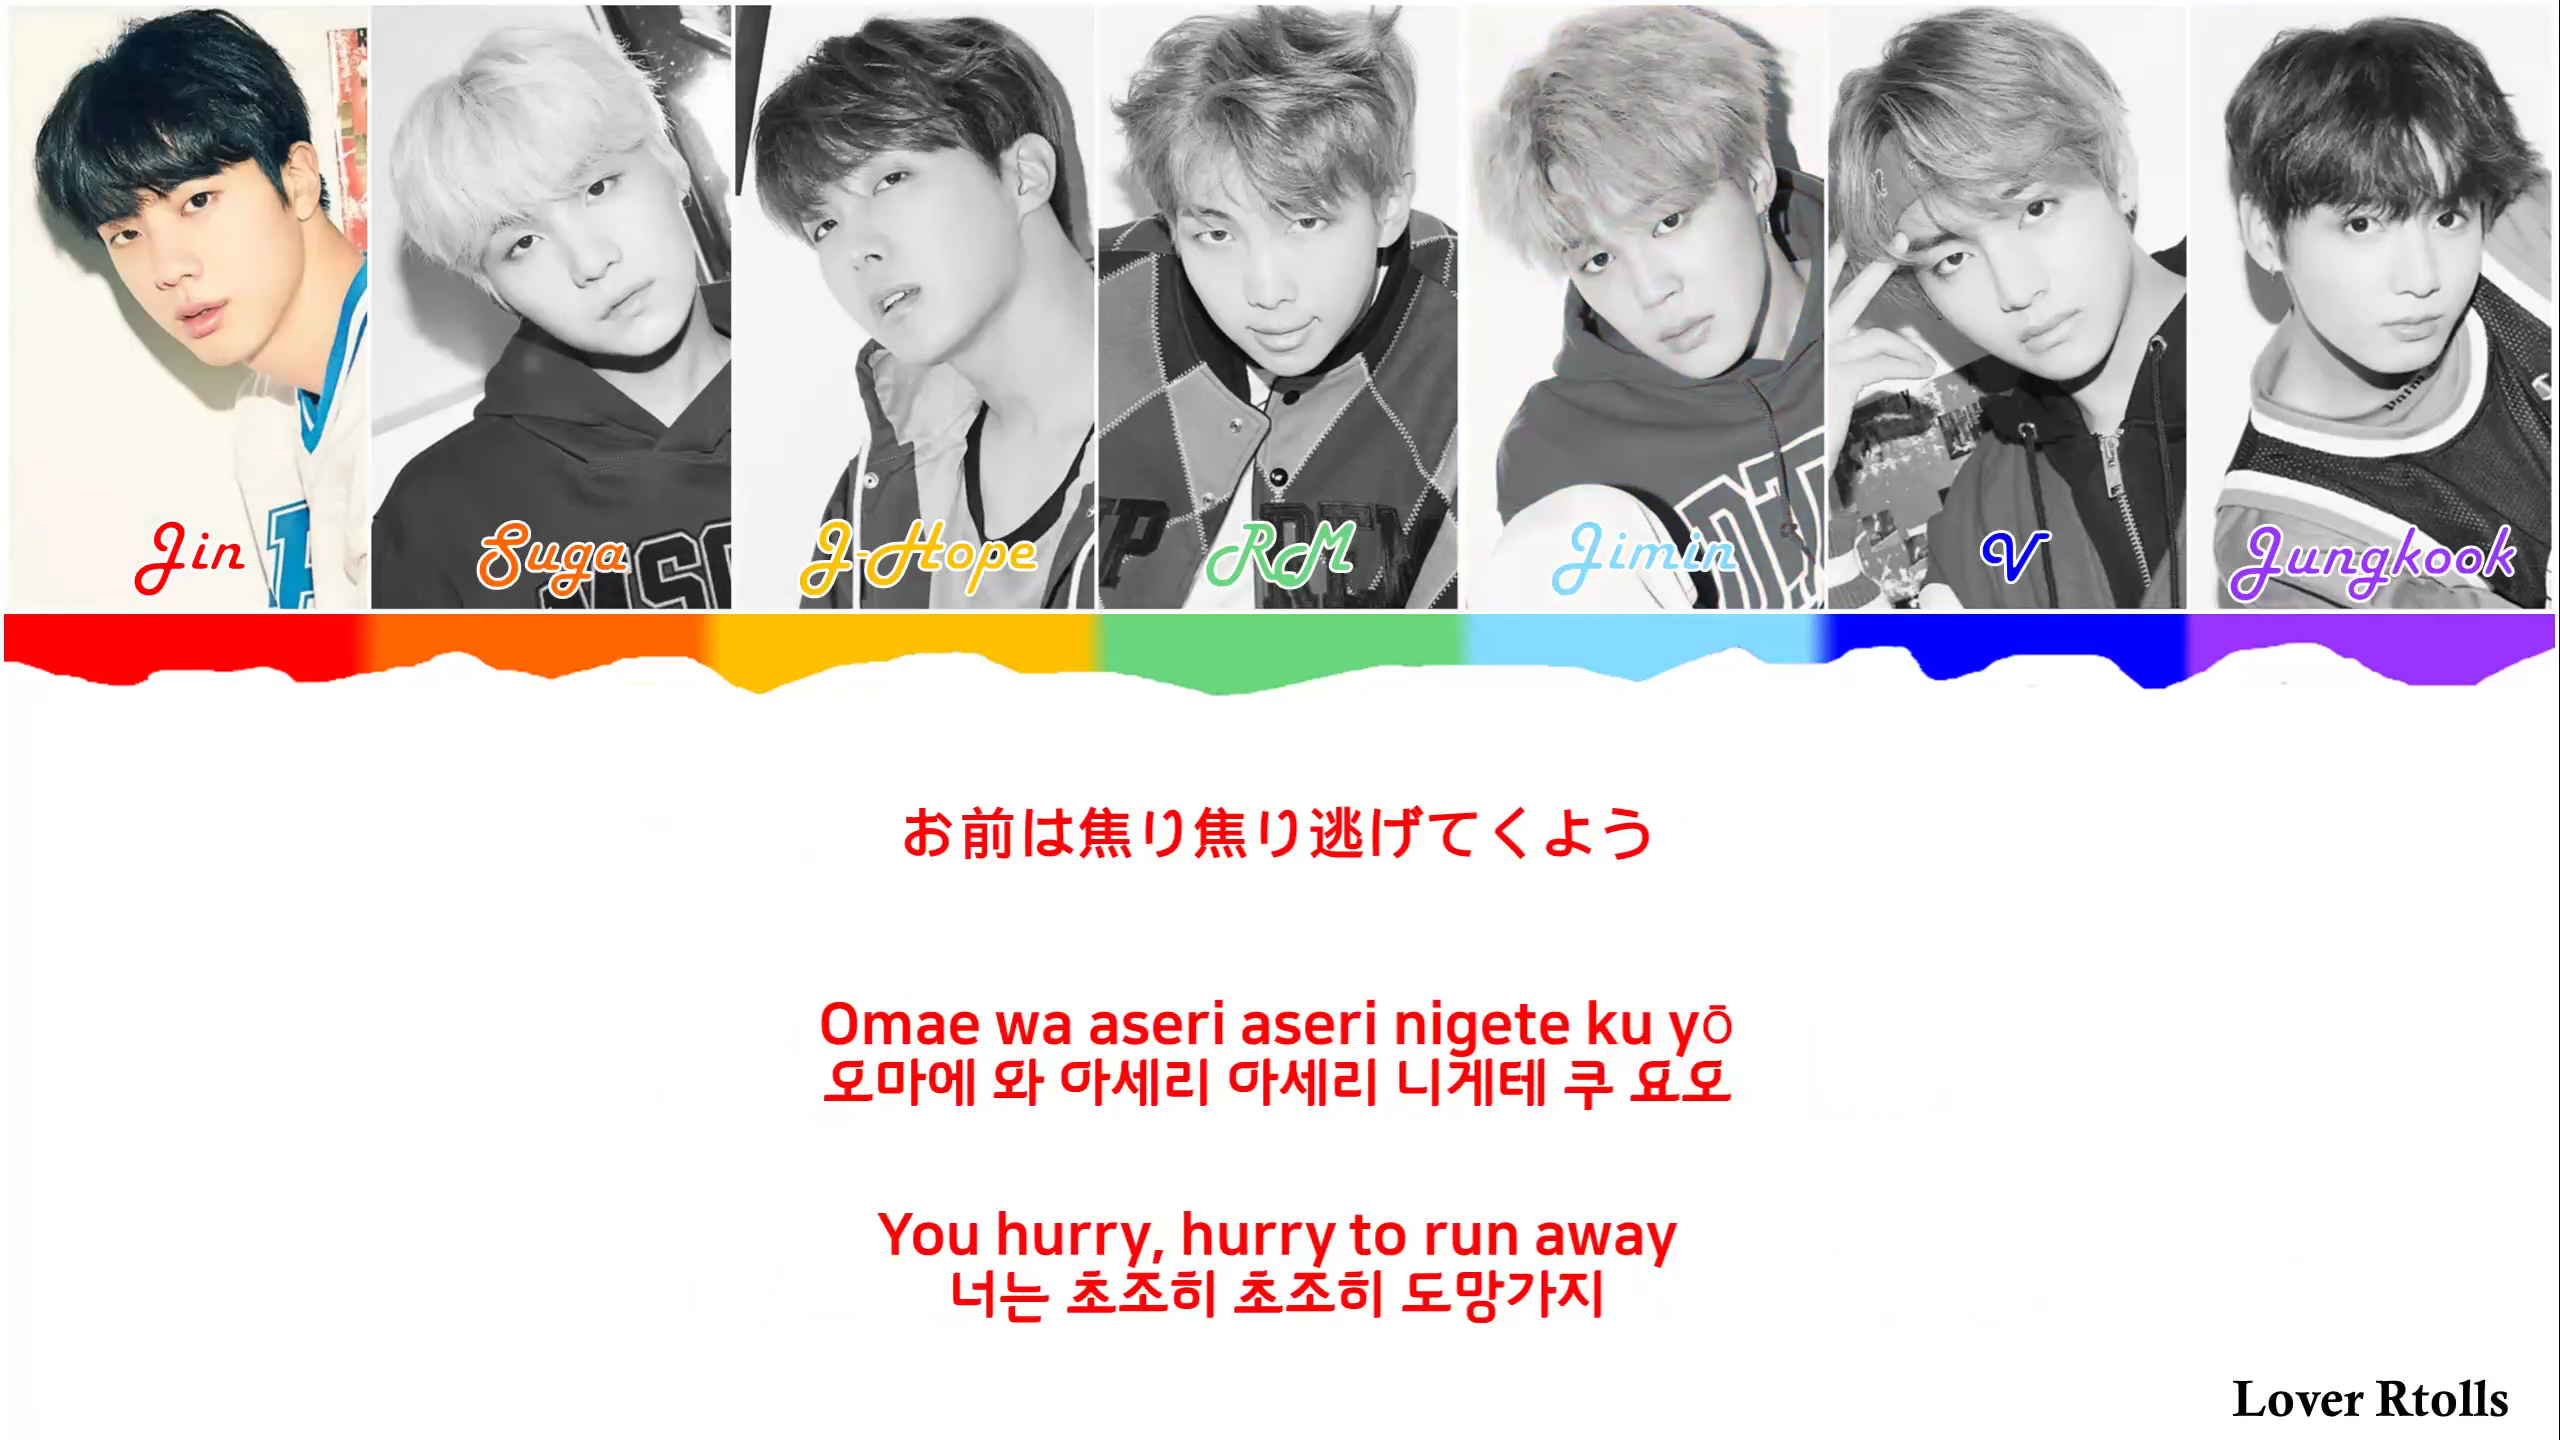 Jin
Suga
J-Hope
RM
Jimin
V
Jungkook
お前は焦り焦り逃げてくよう
Omae wa aseri aseri nigete ku yō
오마에 와 아세리 아세리 니게테 쿠 요오
You hurry, hurry to run away
너는 초조히 초조히 도망가지
Lover Rtolls